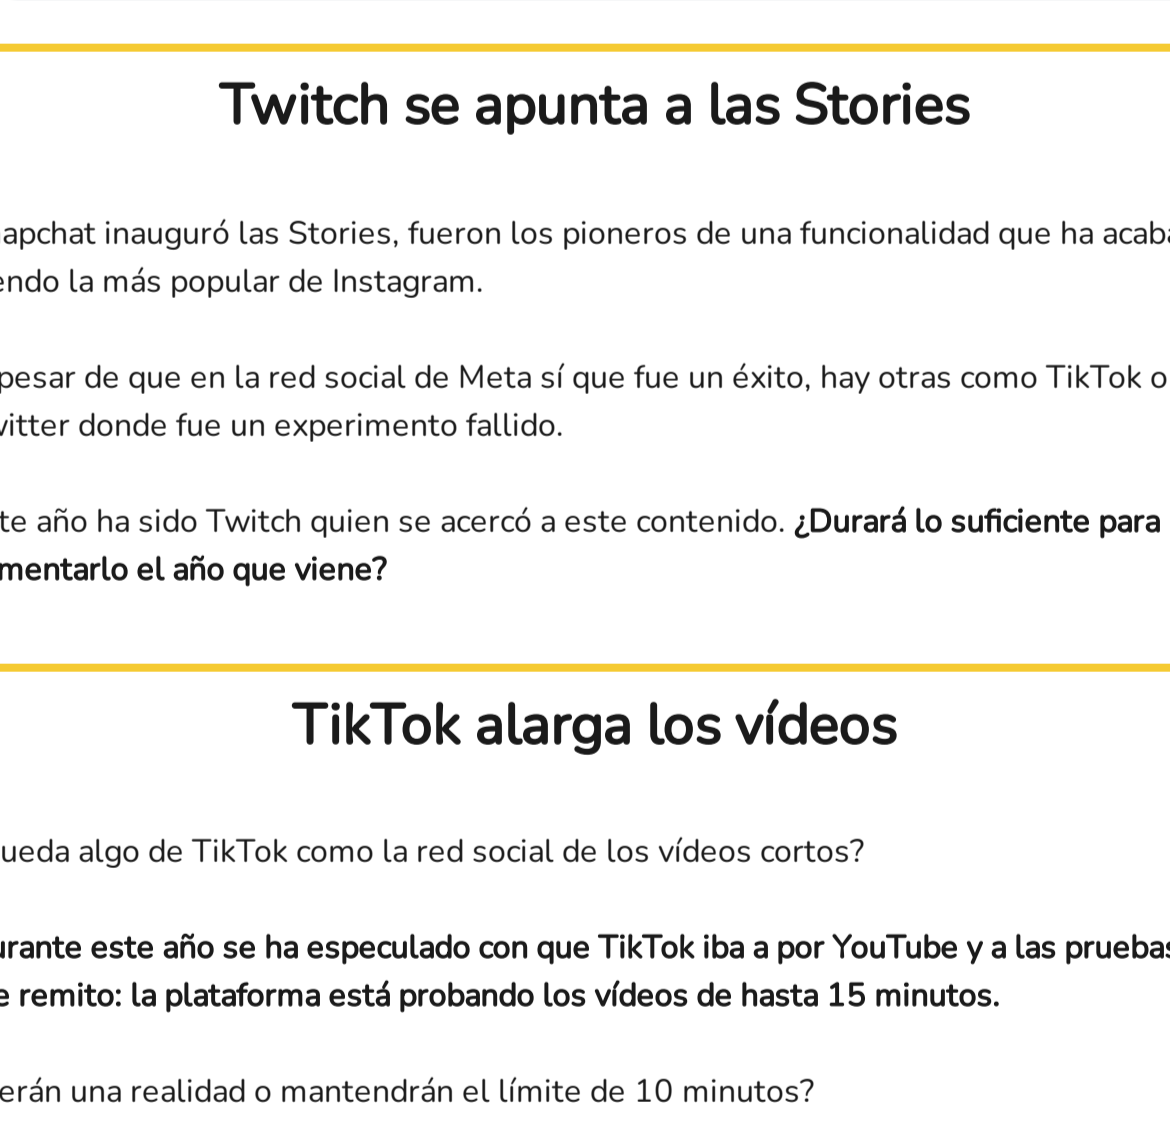 Twitch se apunta a las Stories
apchat inauguró las Stories, fueron los pioneros de una funcionalidad que ha acaba
endo la más popular de Instagram.
pesar de que en la red social de Meta sí que fue un éxito, hay otras como TikTok o
witter donde fue un experimento fallido.
te año ha sido Twitch quien se acercó a este contenido. ¿Durará lo suficiente para
mentarlo el año que viene?
TikTok alarga los vídeos
ueda algo de TikTok como la red social de los vídeos cortos?
urante este año se ha especulado con que TikTok iba a por YouTube y a las pruebas
e remito: la plataforma está probando los vídeos de hasta 15 minutos.
erán una realidad o mantendrán el límite de 10 minutos?